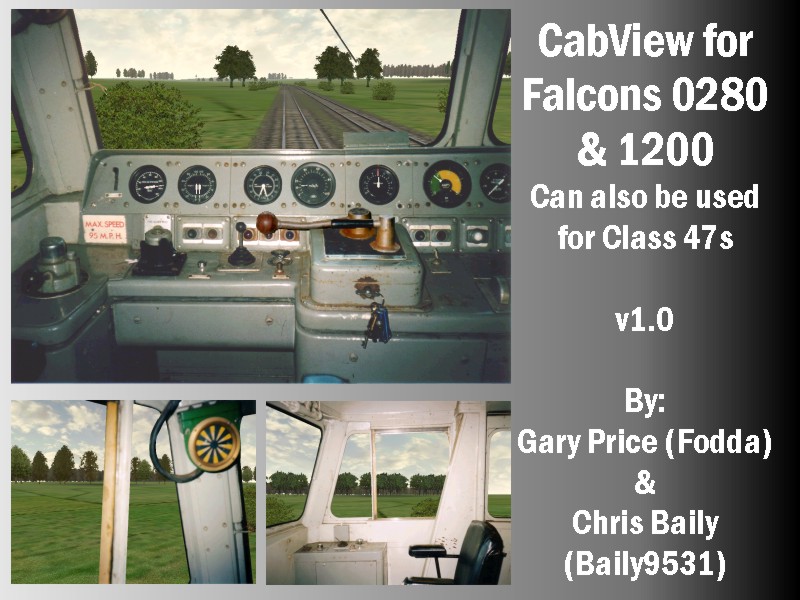 CabView for
Falcons 0280
& 1200
Can also be used
for Class 47s
v1.0
By:
Gary Price (Fodda)
&
Chris Baily
(Baily9531)
MAX. SPEED
95 M.P.H.